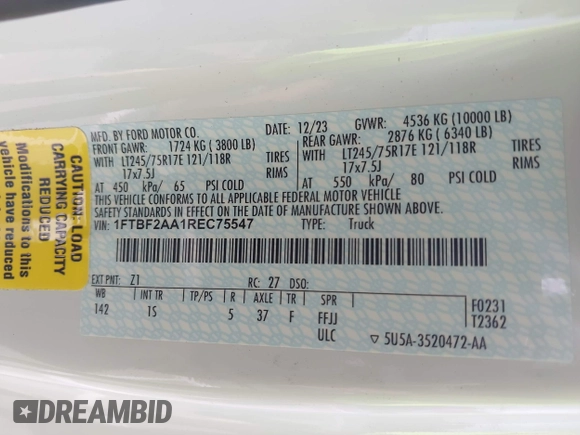 CAUTION: LOAD
CARRYING CAPACITY
REDUCED
vehicle have reduced
MFD. BY FORD MOTOR CO. 12/23 GVWR: 4536 KG (10000 LB)
FRONT GAWR: 1724 KG ( 3800 LB) REAR GAWR: 2876 KG ( 6340 LB)
WITH LT245/75R17E 121/118R TIRES WITH LT245/75R17E 121/118R TIRES
17x7.5J RIMS 17x7.5J RIMS
AT 450 kPa/ 65 PSI COLD AT 550 kPa/ 80 PSI COLD
THIS VEHICLE CONFORMS TO ALL APPLICABLE FEDERAL MOTOR VEHICLE
SAFETY STANDARDS IN EFFECT ON THE DATE OF MANUFACTURE SHOWN ABOVE.
VIN: 1FTBF2AA1REC75547 TYPE: Truck
EXT PNT: Z1 RC: 27 DSO: F0231
WB INT TR TP/PS R AXLE TR SPR T2362
142 1S 5 37 F FFJJ
ULC 5U5A-3520472-AA
DREAMBID